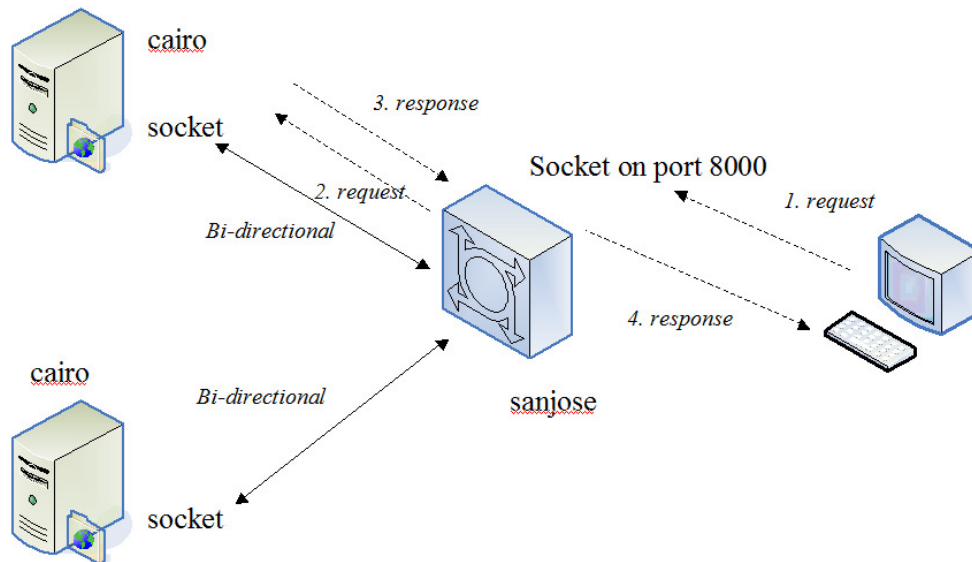 cairo
socket
3. response
2. request
Bi-directional
Socket on port 8000
1. request
4. response
sanjose
cairo
Bi-directional
socket